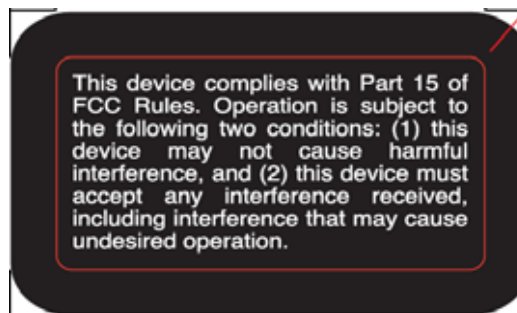 This device complies with Part 15 of
FCC Rules. Operation is subject to
the following two conditions: (1) this
device may not cause harmful
interference, and (2) this device must
accept any interference received,
including interference that may cause
undesired operation.